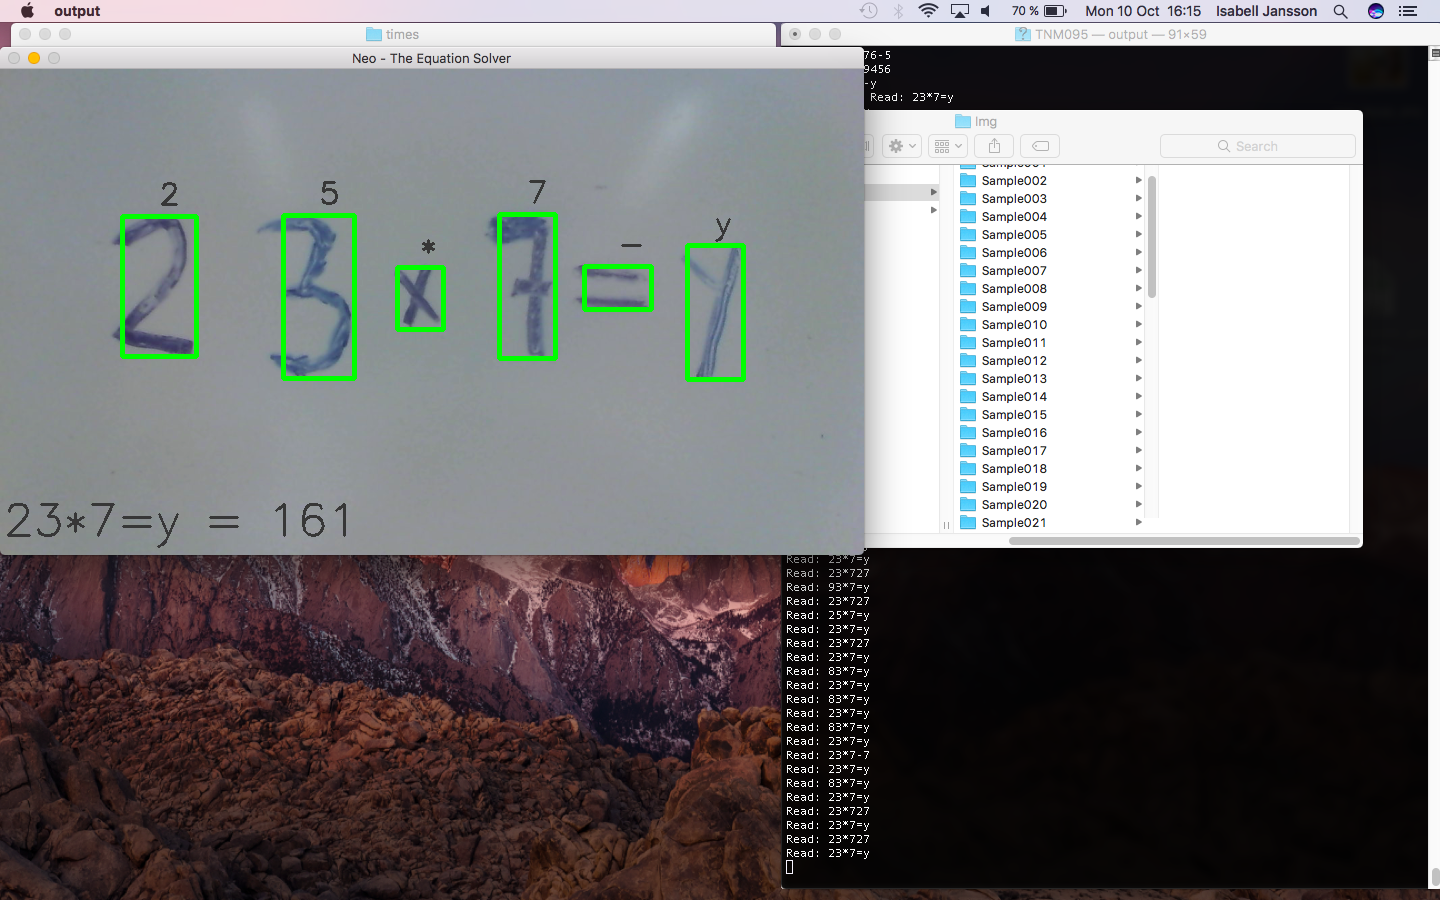 output
70 % Mon 10 Oct 16:15 Isabell Jansson
times
TNM095 — output — 91×59
Neo - The Equation Solver
76-5
9456
-y
Read: 23*7=y
Img
Search
Sample002
Sample003
Sample004
Sample005
Sample006
Sample007
Sample008
Sample009
Sample010
Sample011
Sample012
Sample013
Sample014
Sample015
Sample016
Sample017
Sample018
Sample019
Sample020
Sample021
2 5 * 7 – y
23x7=y
23*7=y = 161
Read: 23*7=y
Read: 23*727
Read: 93*7=y
Read: 23*727
Read: 25*7=y
Read: 23*7=y
Read: 23*727
Read: 23*7=y
Read: 83*7=y
Read: 23*7=y
Read: 83*7=y
Read: 23*7=y
Read: 83*7=y
Read: 23*7=y
Read: 23*7-7
Read: 23*7=y
Read: 83*7=y
Read: 23*7=y
Read: 23*727
Read: 23*7=y
Read: 23*727
Read: 23*7=y